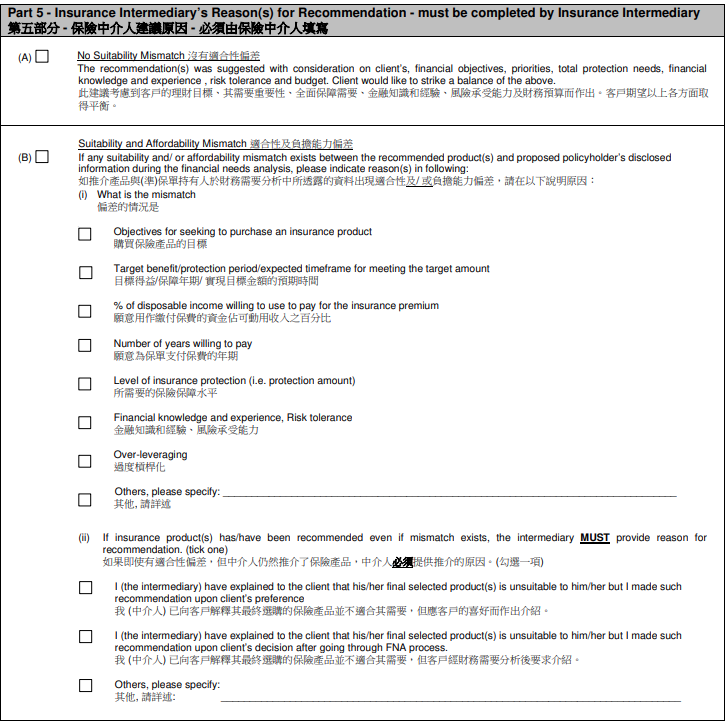 Part 5 - Insurance Intermediary's Reason(s) for Recommendation - must be completed by Insurance Intermediary
第五部分 - 保險中介人建議原因 - 必須由保險中介人填寫
(A) No Suitability Mismatch 沒有適合性偏差
The recommendation(s) was suggested with consideration on client's, financial objectives, priorities, total protection needs, financial
knowledge and experience , risk tolerance and budget. Client would like to strike a balance of the above.
此建議考慮到客戶的理財目標、其需要重要性、全面保障需要、金融知識和經驗、風險承受能力及財務預算而作出。客戶期望以上各方面取
得平衡。
(B) Suitability and Affordability Mismatch 適合性及負擔能力偏差
If any suitability and/ or affordability mismatch exists between the recommended product(s) and proposed policyholder's disclosed
information during the financial needs analysis, please indicate reason(s) in following:
如推介產品與(準)保單持有人於財務需要分析中所透露的資料出現適合性及/ 或負擔能力偏差，請在以下說明原因：
(i) What is the mismatch
偏差的情況是
Objectives for seeking to purchase an insurance product
購買保險產品的目標
Target benefit/protection period/expected timeframe for meeting the target amount
目標得益/保障年期/ 實現目標金額的預期時間
% of disposable income willing to use to pay for the insurance premium
願意用作繳付保費的資金佔可動用收入之百分比
Number of years willing to pay
願意為保單支付保費的年期
Level of insurance protection (i.e. protection amount)
所需要的保險保障水平
Financial knowledge and experience, Risk tolerance
金融知識和經驗、風險承受能力
Over-leveraging
過度槓桿化
Others, please specify: ____
其他, 請詳述
(ii) If insurance product(s) has/have been recommended even if mismatch exists, the intermediary MUST provide reason for
recommendation. (tick one)
如果即使有適合性偏差，但中介人仍然推介了保險產品，中介人必須提供推介的原因。(勾選一項)
I (the intermediary) have explained to the client that his/her final selected product(s) is unsuitable to him/her but I made such
recommendation upon client's preference
我 (中介人) 已向客戶解釋其最終選購的保險產品並不適合其需要，但應客戶的喜好而作出介紹。
I (the intermediary) have explained to the client that his/her final selected product(s) is unsuitable to him/her but I made such
recommendation upon client's decision after going through FNA process.
我 (中介人) 已向客戶解釋其最終選購的保險產品並不適合其需要，但客戶經財務需要分析後要求介紹。
Others, please specify:
其他, 請詳述: ____